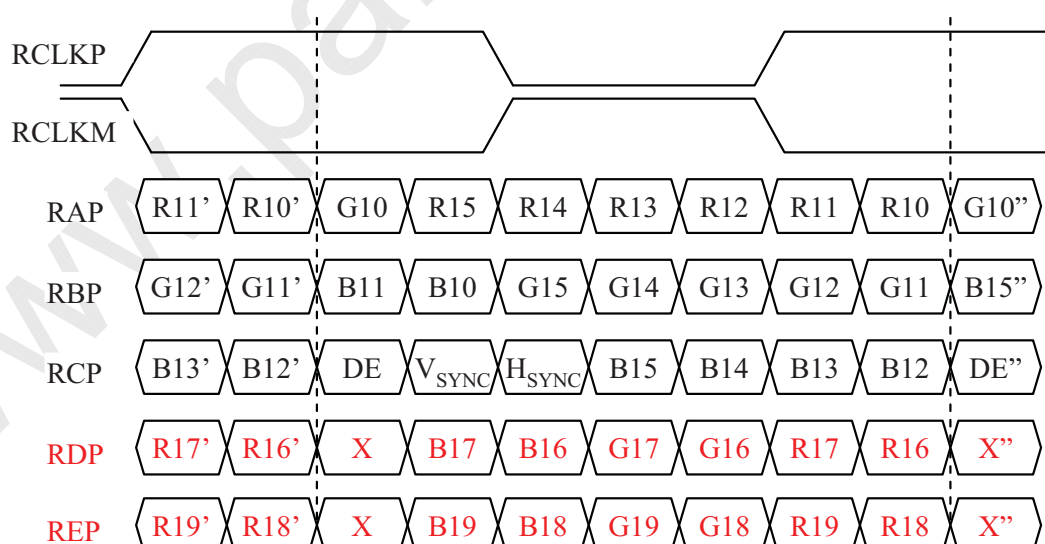 RCLKP
RCLKM
RAP R11’ R10’ G10 R15 R14 R13 R12 R11 R10 G10”
RBP G12’ G11’ B11 B10 G15 G14 G13 G12 G11 B15”
RCP B13’ B12’ DE VSYNC HSYNC B15 B14 B13 B12 DE”
RDP R17’ R16’ X B17 B16 G17 G16 R17 R16 X”
REP R19’ R18’ X B19 B18 G19 G18 R19 R18 X”